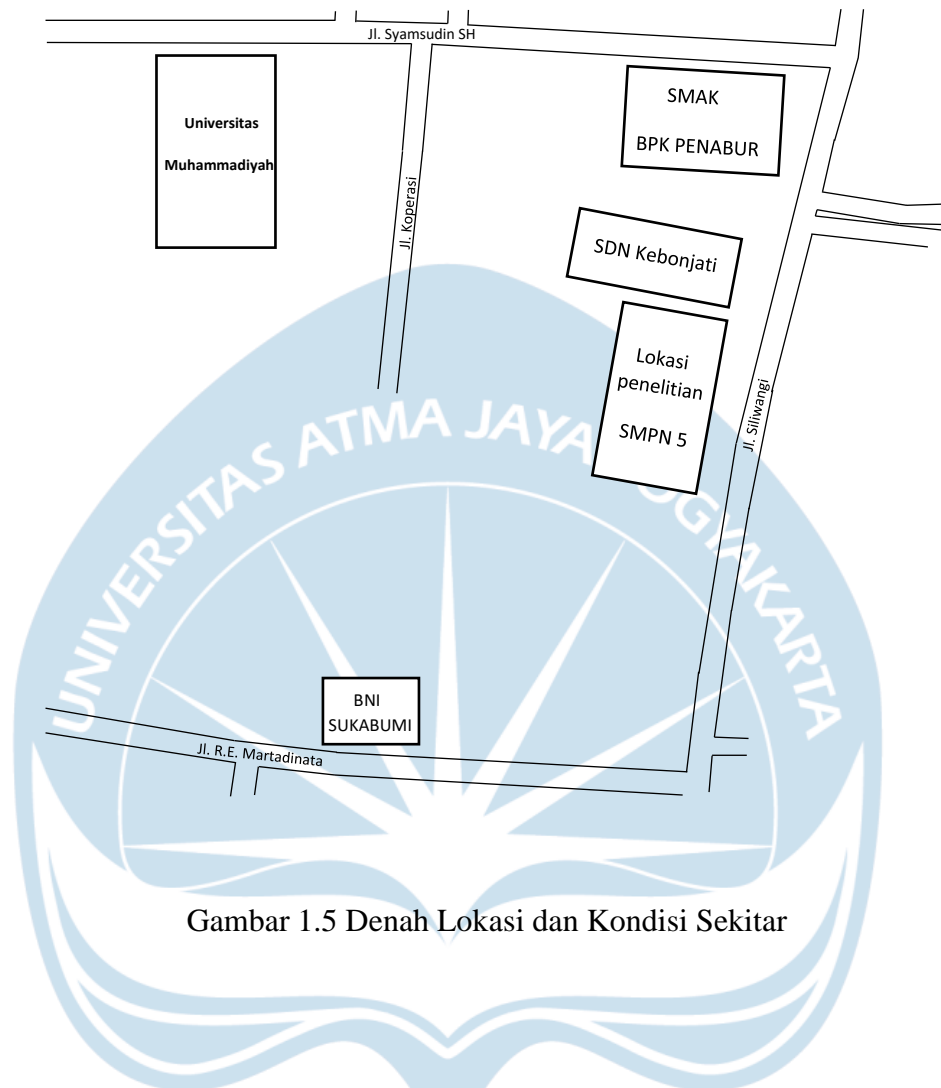 Jl. Syamsudin SH
Universitas
Muhammadiyah
SMAK
BPK PENABUR
Jl. Koperasi
SDN Kebonjati
Lokasi
penelitian
SMPN 5
Jl. Siliwangi
UNIVERSITAS ATMA JAYA YOGYAKARTA
BNI
SUKABUMI
Jl. R.E. Martadinata
Gambar 1.5 Denah Lokasi dan Kondisi Sekitar